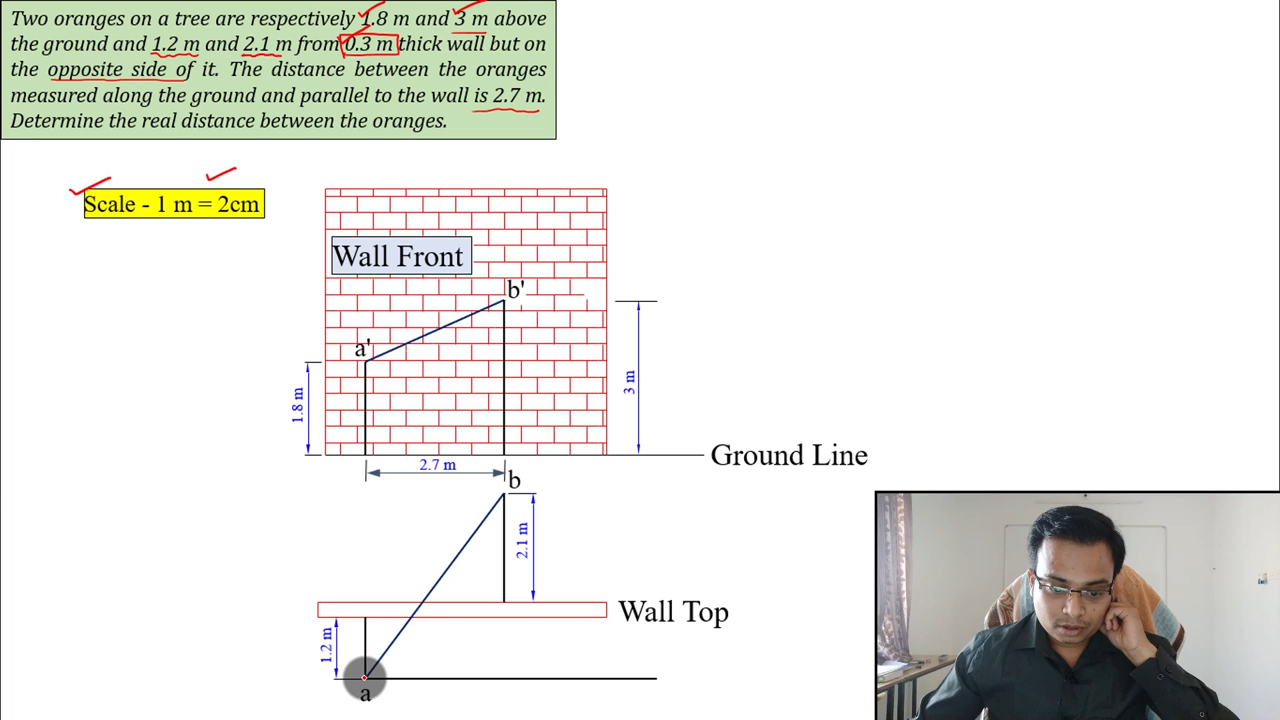 Two oranges on a tree are respectively 1.8 m and 3 m above
the ground and 1.2 m and 2.1 m from 0.3 m thick wall but on
the opposite side of it. The distance between the oranges
measured along the ground and parallel to the wall is 2.7 m.
Determine the real distance between the oranges.
Scale - 1 m = 2cm
Wall Front
b'
a'
1.8 m
3 m
Ground Line
2.7 m
b
2.1 m
Wall Top
1.2 m
a